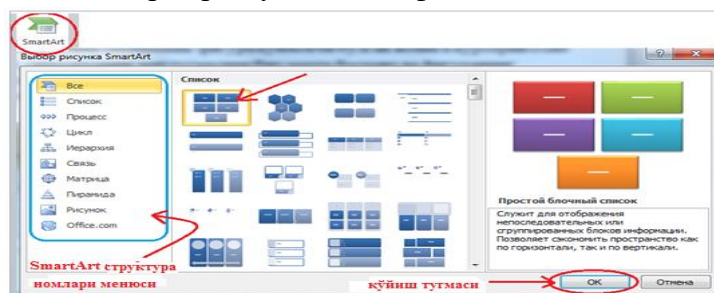 SmartArt
Выбор рисунка SmartArt
Все
Список
Процесс
Цикл
Иерархия
Связь
Матрица
Пирамида
Рисунок
Office.com
Список
Простой блочный список
Служит для отображения
непоследовательных или
сгруппированных блоков информации.
Позволяет сэкономить пространство как
по горизонтали, так и по вертикали.
SmartArt структура
номлари менюси
қўйиш тугмаси
ОК
Отмена